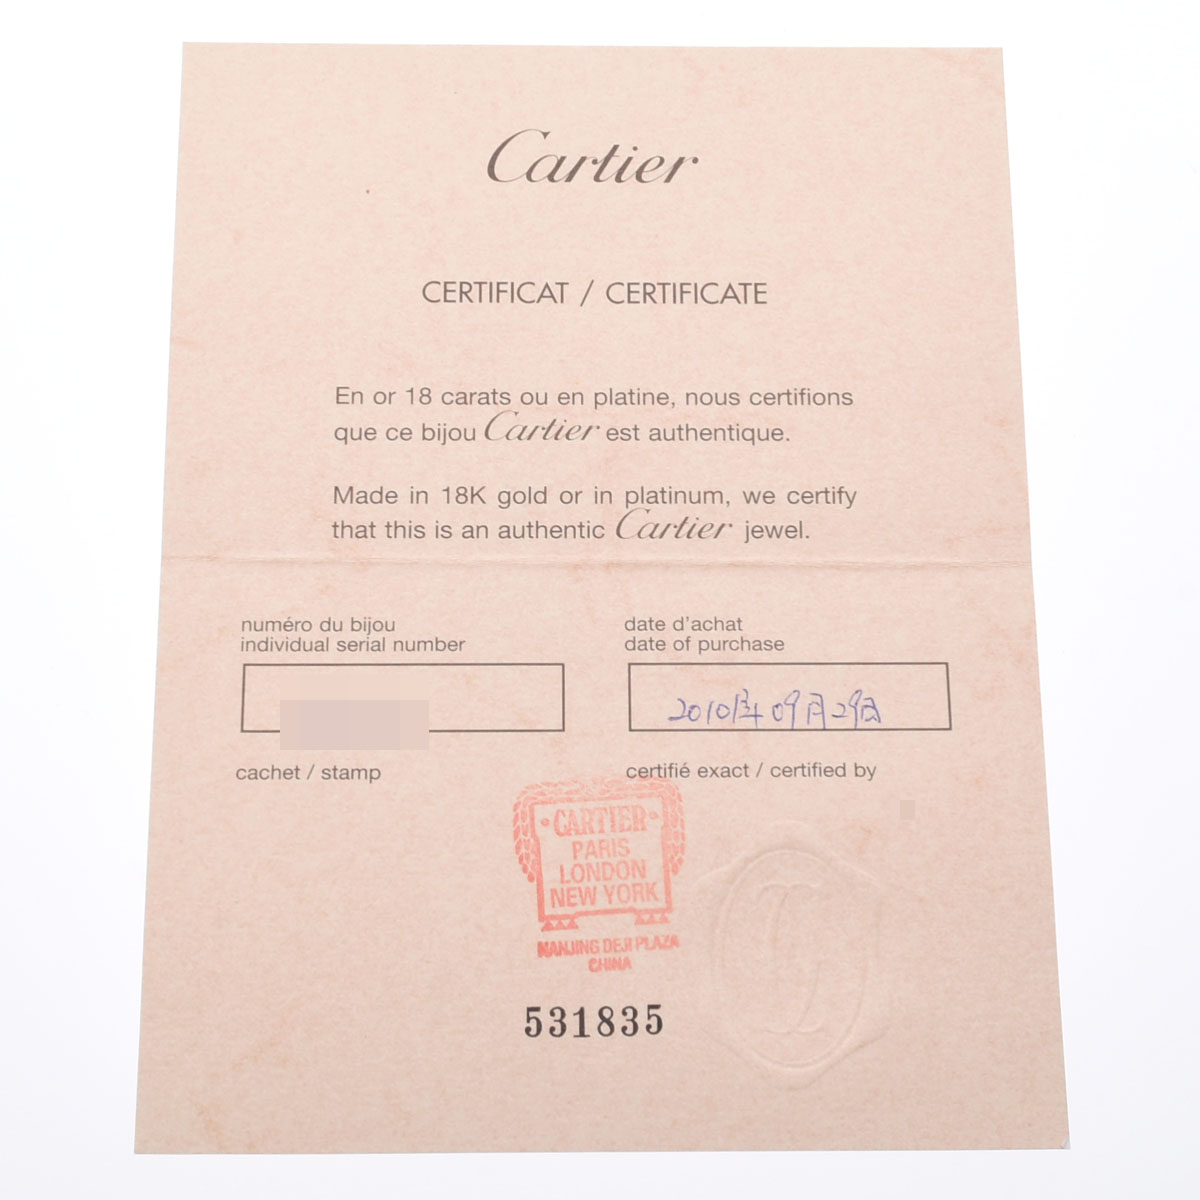 Cartier
CERTIFICAT / CERTIFICATE
En or 18 carats ou en platine, nous certifions
que ce bijou Cartier est authentique.
Made in 18K gold or in platinum, we certify
that this is an authentic Cartier jewel.
numéro du bijou
individual serial number
date d'achat
date of purchase
2010年09月29日
cachet / stamp
certifié exact / certified by
CARTIER
PARIS
LONDON
NEW YORK
NANJING DEJI PLAZA
CHINA
531835